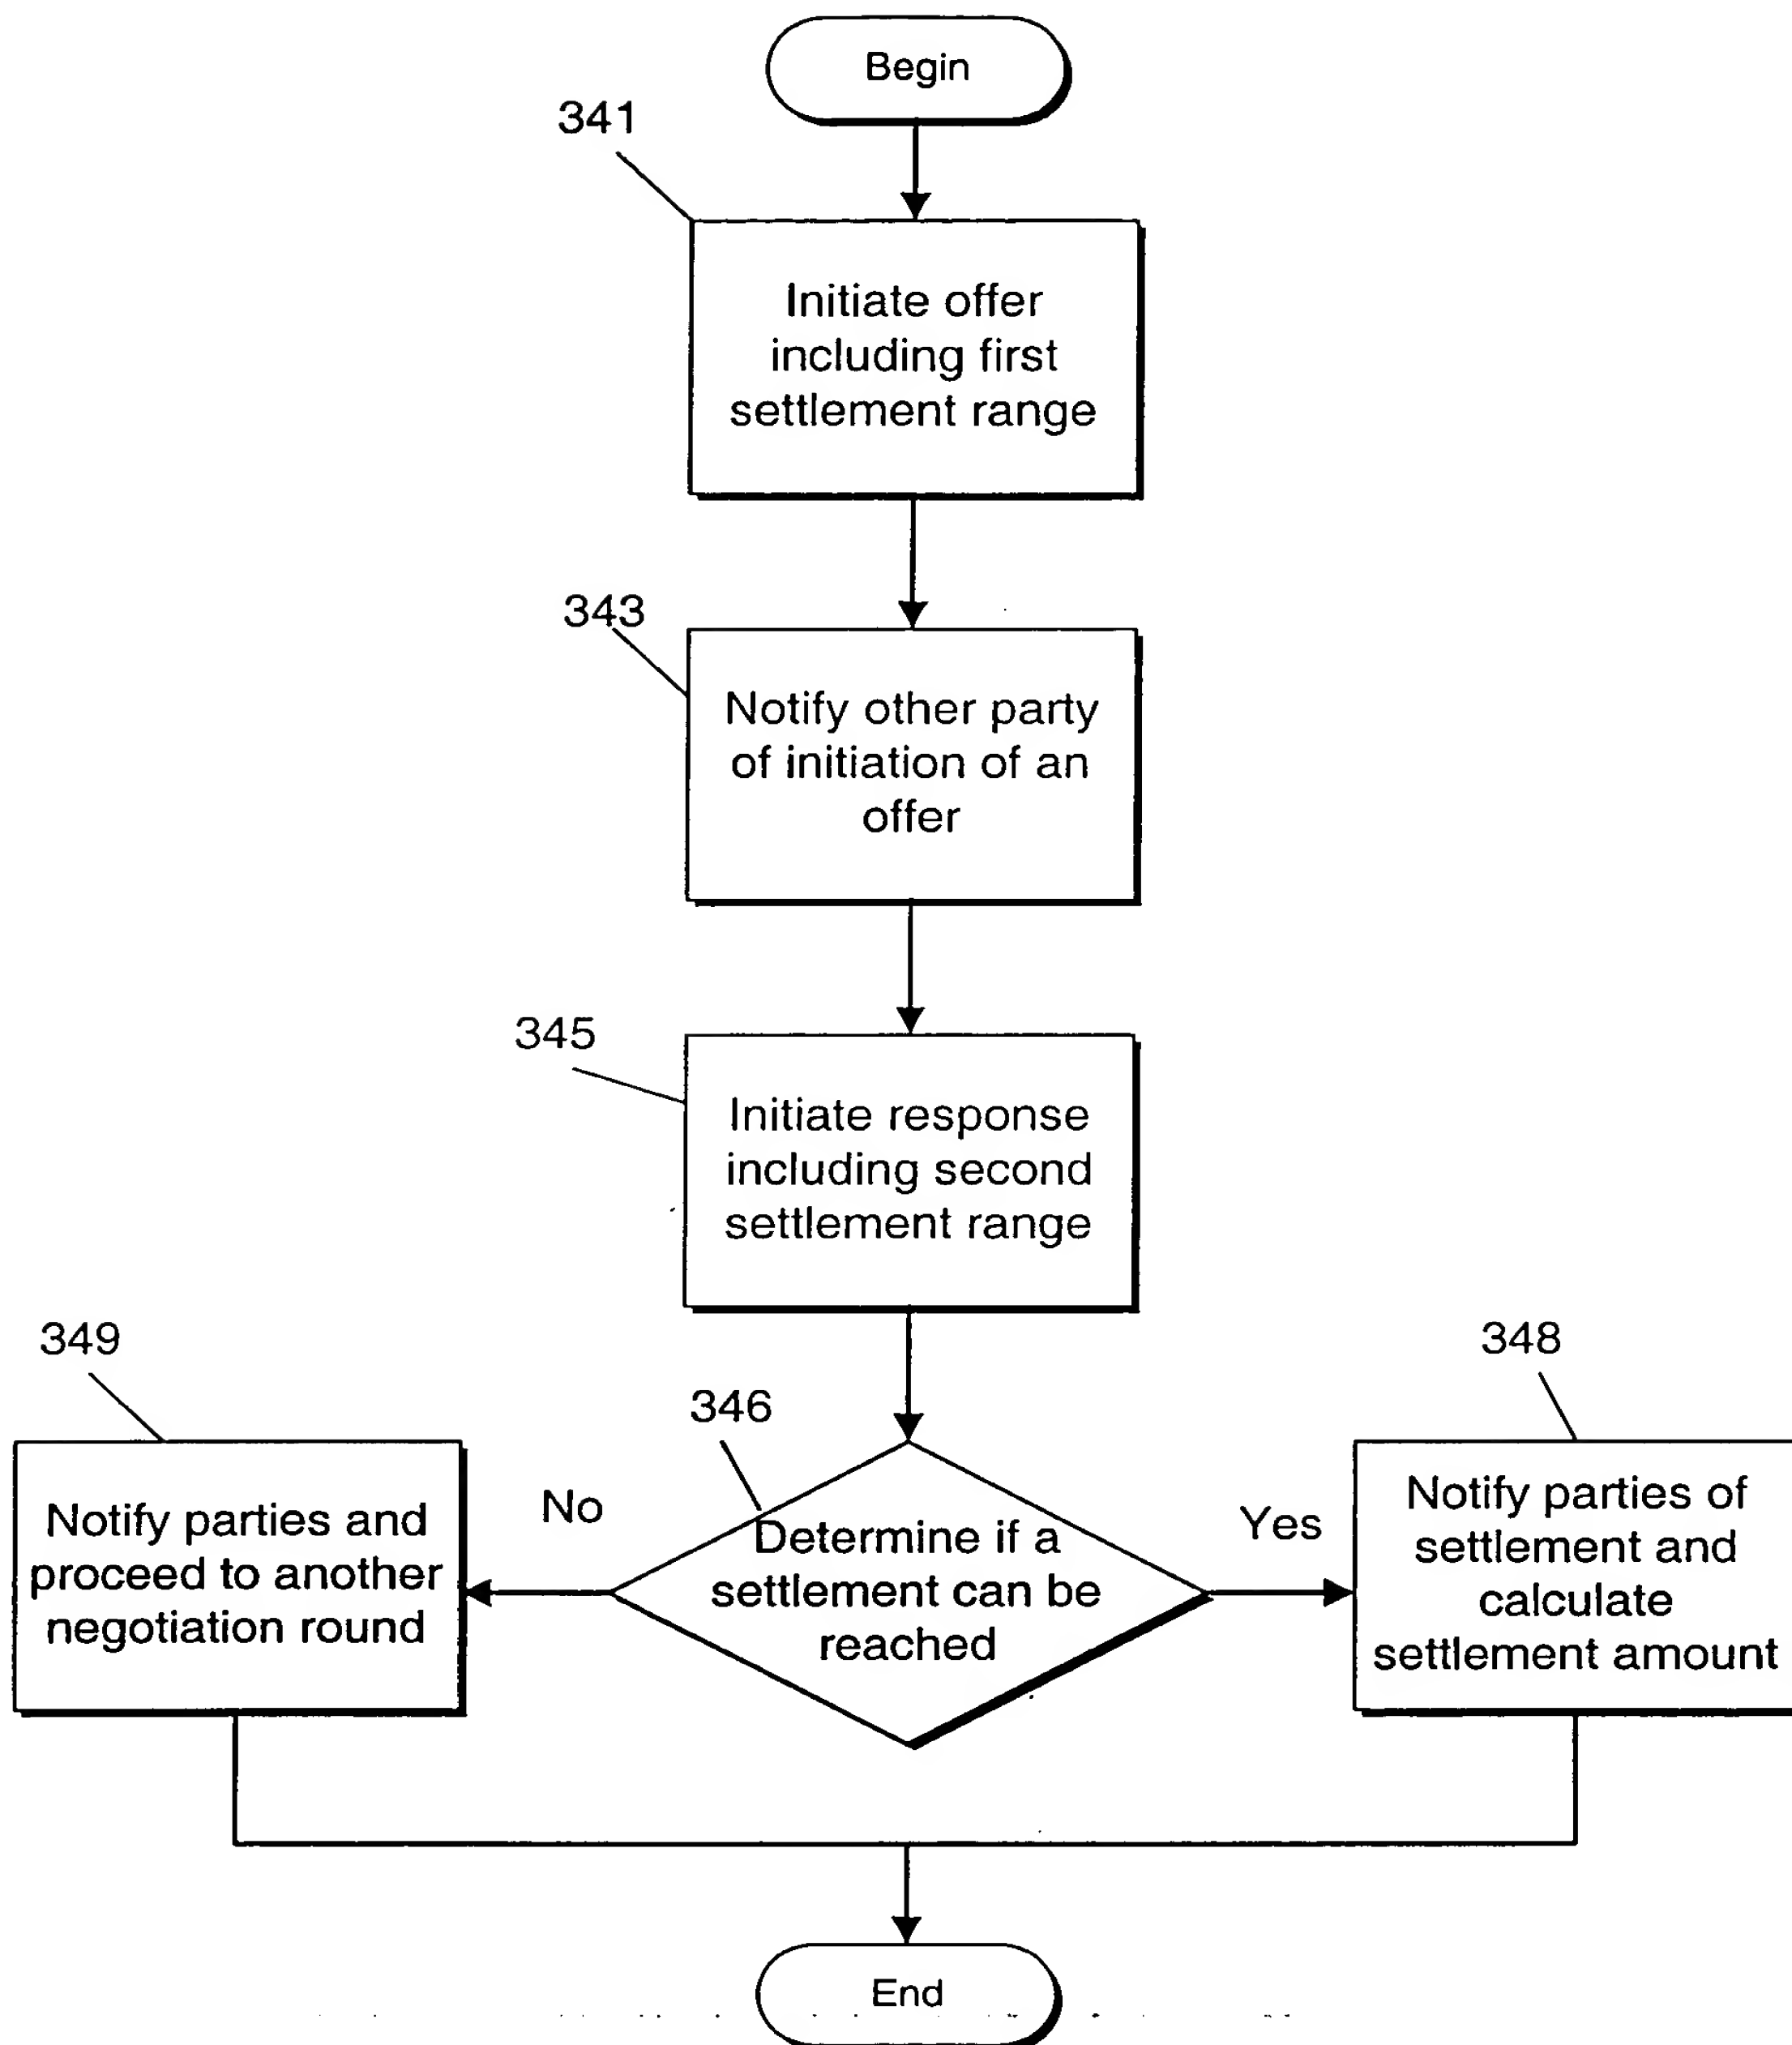 Begin
341
Initiate offer
including first
settlement range
343
Notify other party
of initiation of an
offer
345
Initiate response
including second
settlement range
349
348
346
Notify parties and
proceed to another
negotiation round
No
Determine if a
settlement can be
reached
Yes
Notify parties of
settlement and
calculate
settlement amount
End